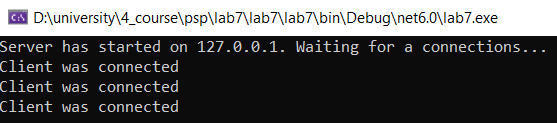 D:\university\4_course\psp\lab7\lab7\lab7\bin\Debug\net6.0\lab7.exe
Server has started on 127.0.0.1. Waiting for a connections...
Client was connected
Client was connected
Client was connected